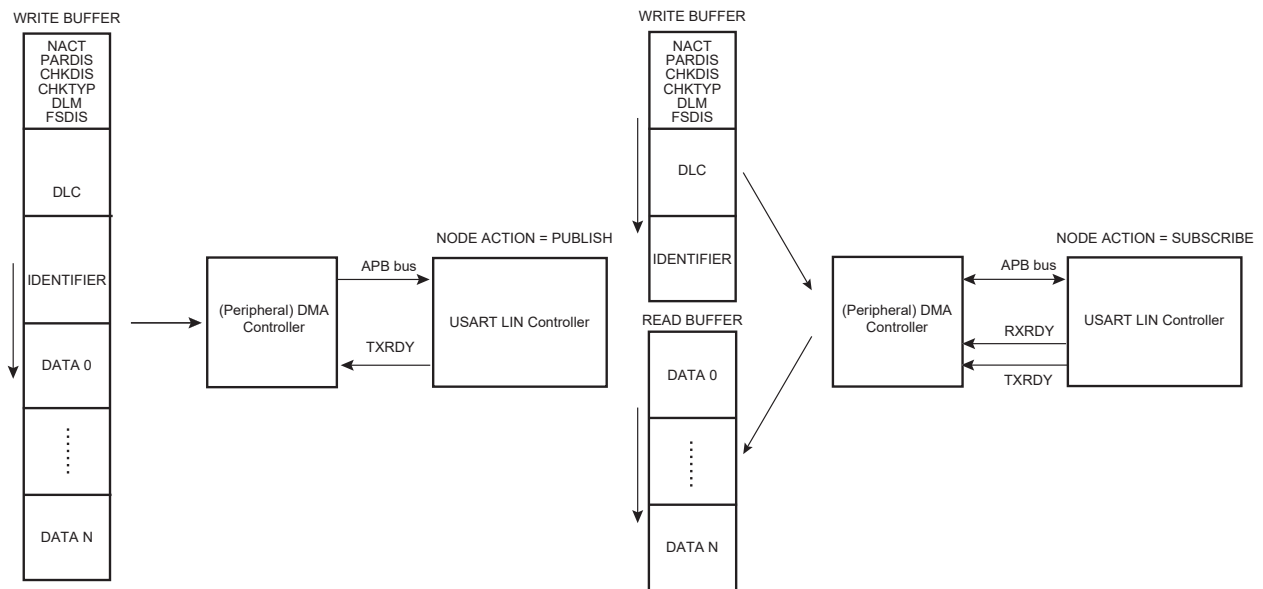 WRITE BUFFER
NACT
PARDIS
CHKDIS
CHKTYP
DLM
FSDIS
DLC
IDENTIFIER
DATA 0
DATA N
(Peripheral) DMA
Controller
APB bus
TXRDY
NODE ACTION = PUBLISH
USART LIN Controller
WRITE BUFFER
NACT
PARDIS
CHKDIS
CHKTYP
DLM
FSDIS
DLC
IDENTIFIER
READ BUFFER
DATA 0
DATA N
(Peripheral) DMA
Controller
APB bus
RXRDY
TXRDY
NODE ACTION = SUBSCRIBE
USART LIN Controller